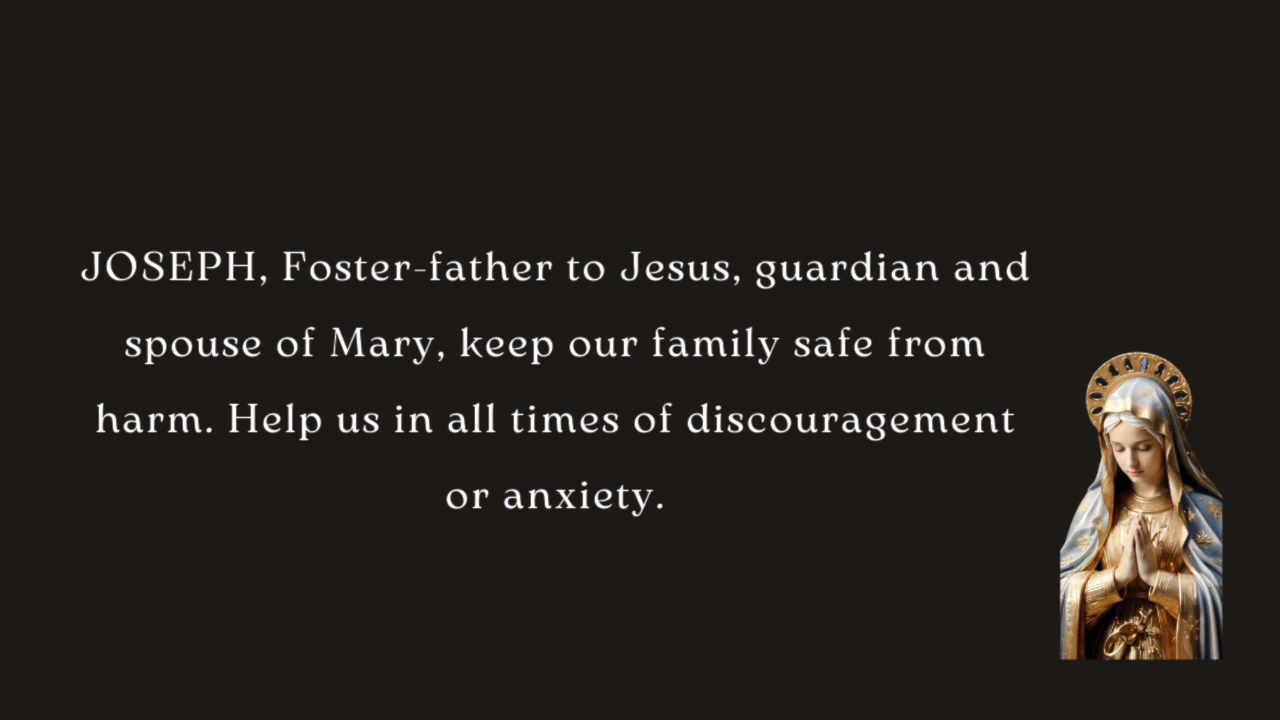 JOSEPH, Foster-father to Jesus, guardian and
spouse of Mary, keep our family safe from
harm. Help us in all times of discouragement
or anxiety.